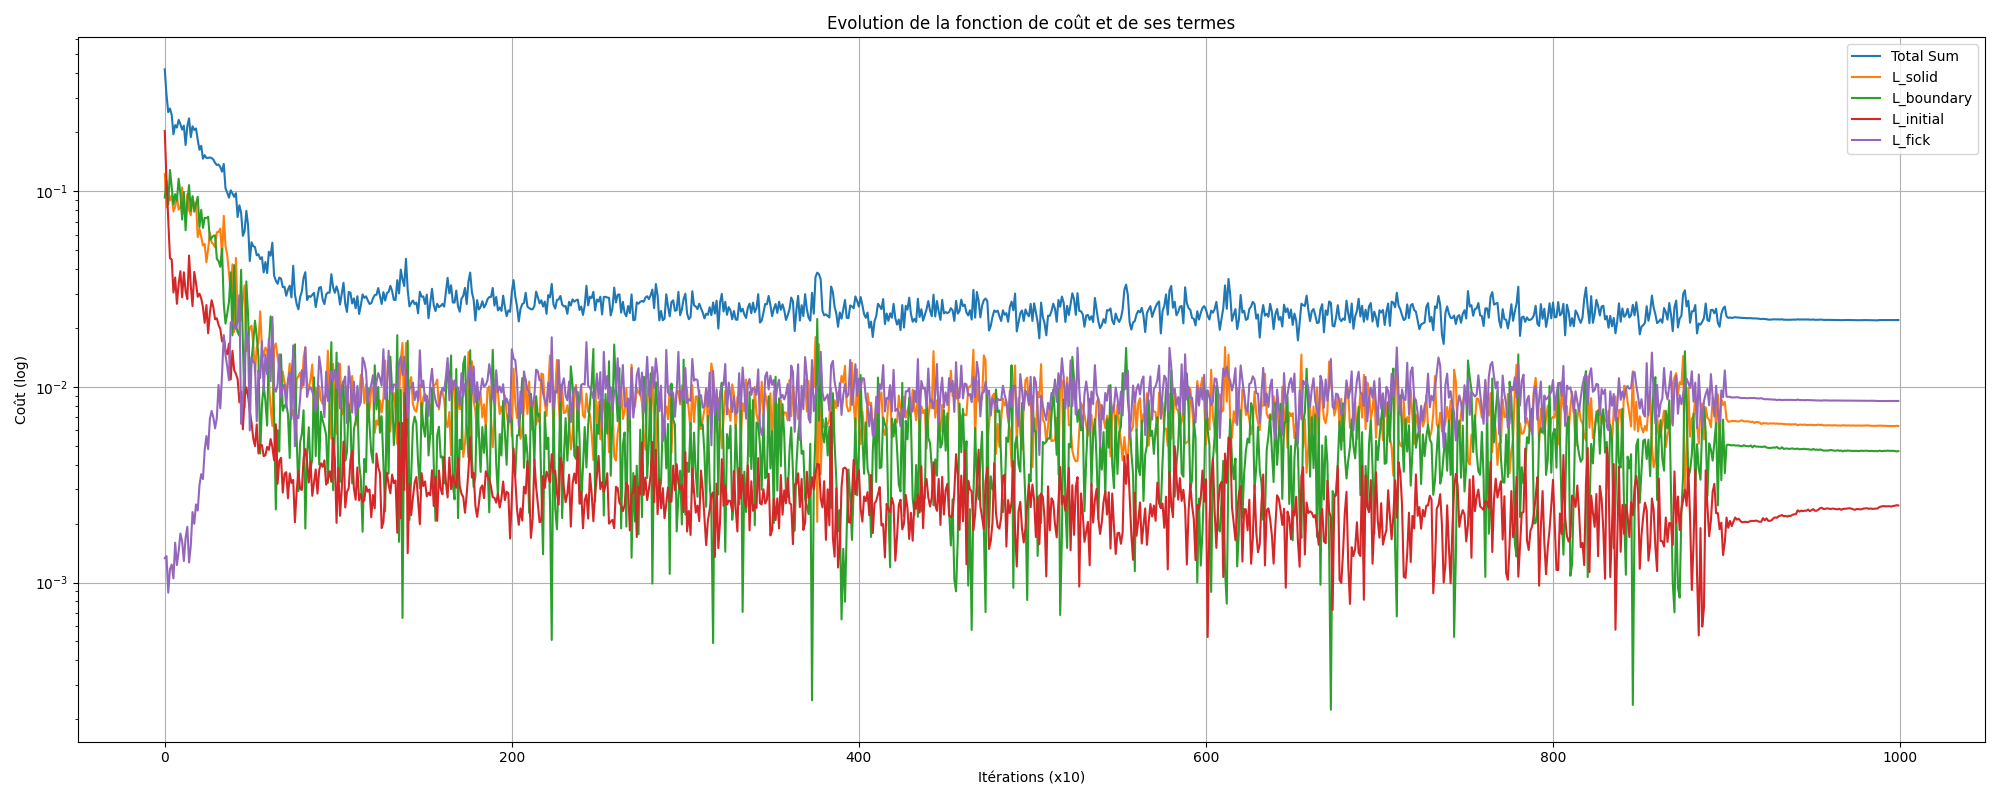 Evolution de la fonction de coût et de ses termes
Total Sum
L_solid
L_boundary
L_initial
L_fick
Coût (log)
10⁻¹
10⁻²
10⁻³
0
200
400
600
800
1000
Itérations (x10)